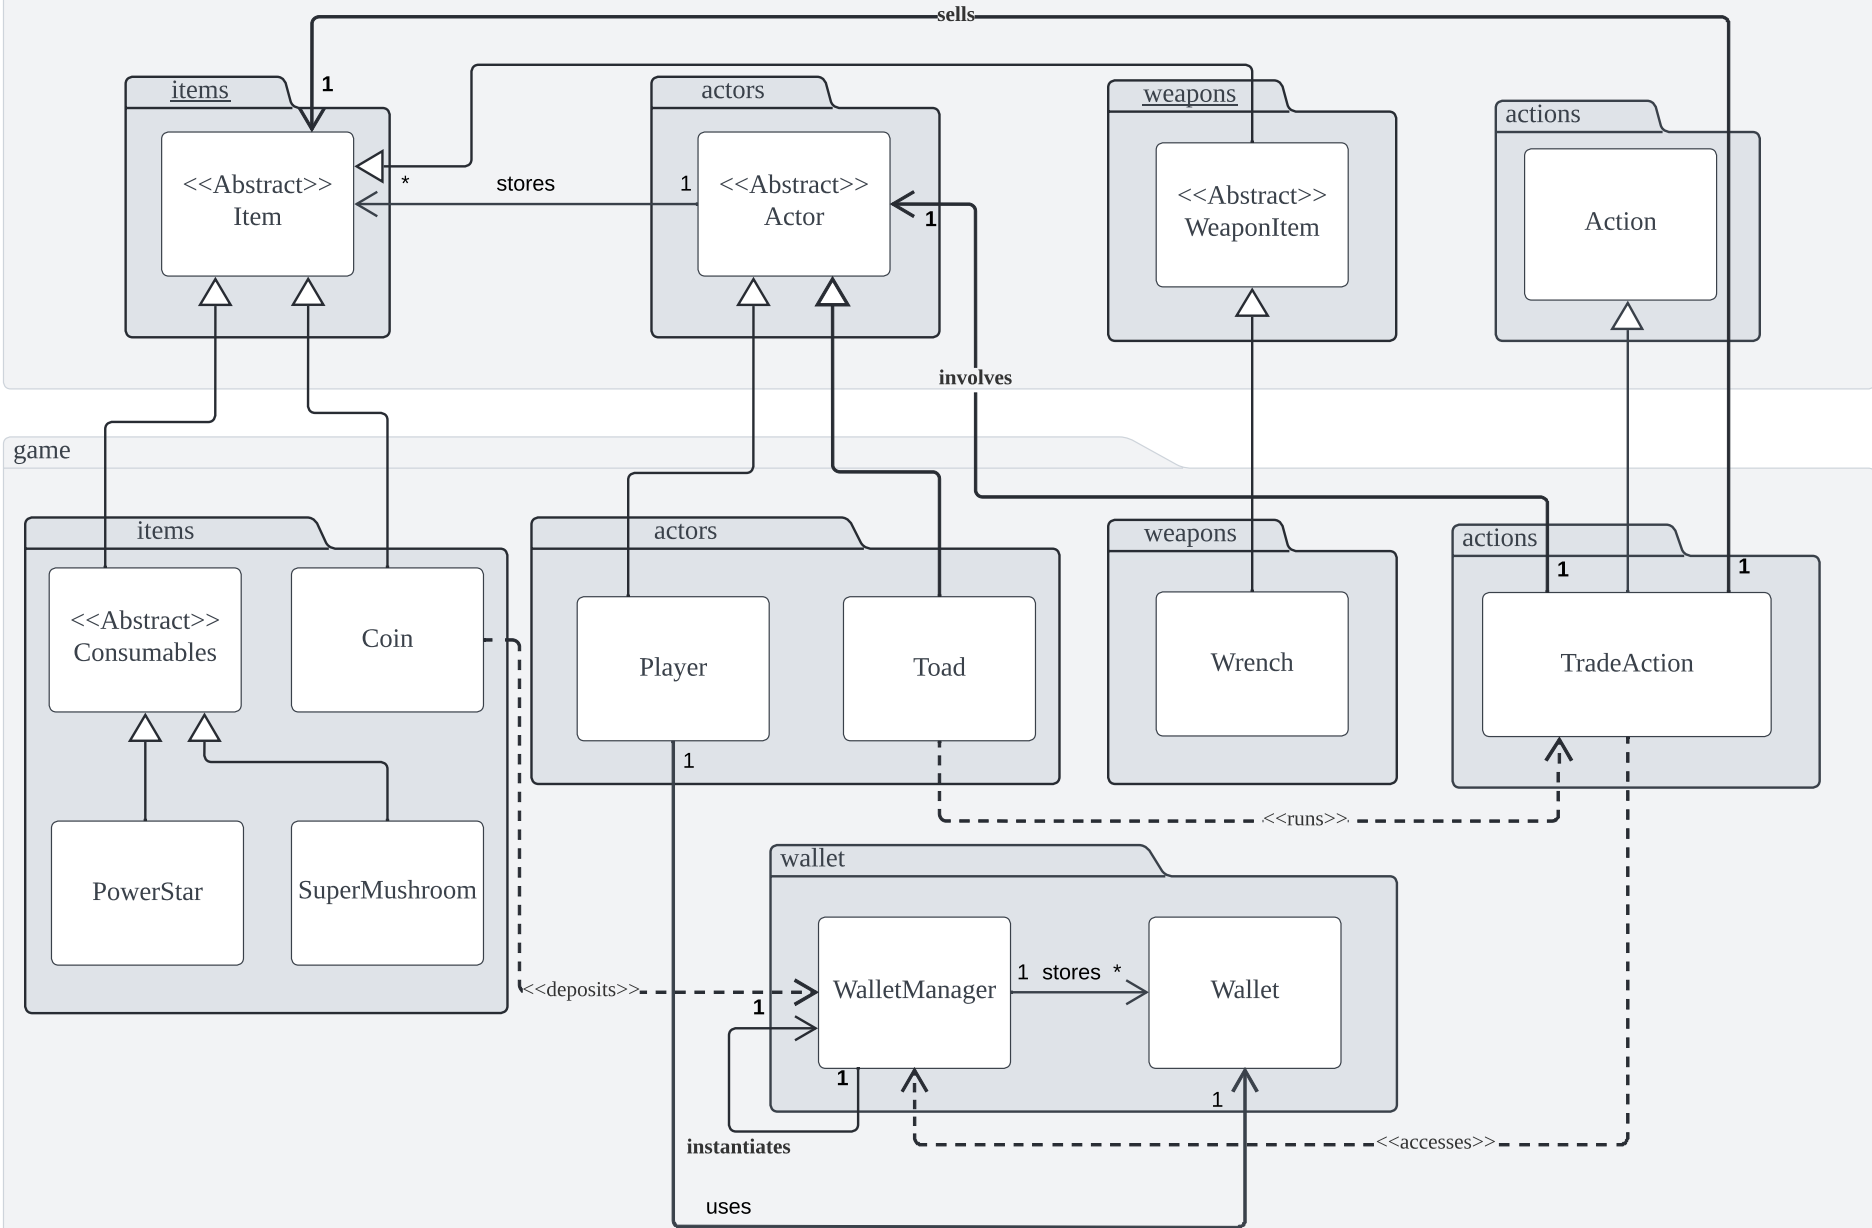 sells
1
items
actors
weapons
actions
<<Abstract>>
Item
*
stores
1
<<Abstract>>
Actor
1
<<Abstract>>
WeaponItem
Action
involves
game
items
actors
weapons
actions
1
1
<<Abstract>>
Consumables
Coin
Player
Toad
Wrench
TradeAction
1
<<runs>>
PowerStar
SuperMushroom
wallet
WalletManager
1 stores *
Wallet
<<deposits>>
1
1
1
instantiates
<<accesses>>
uses